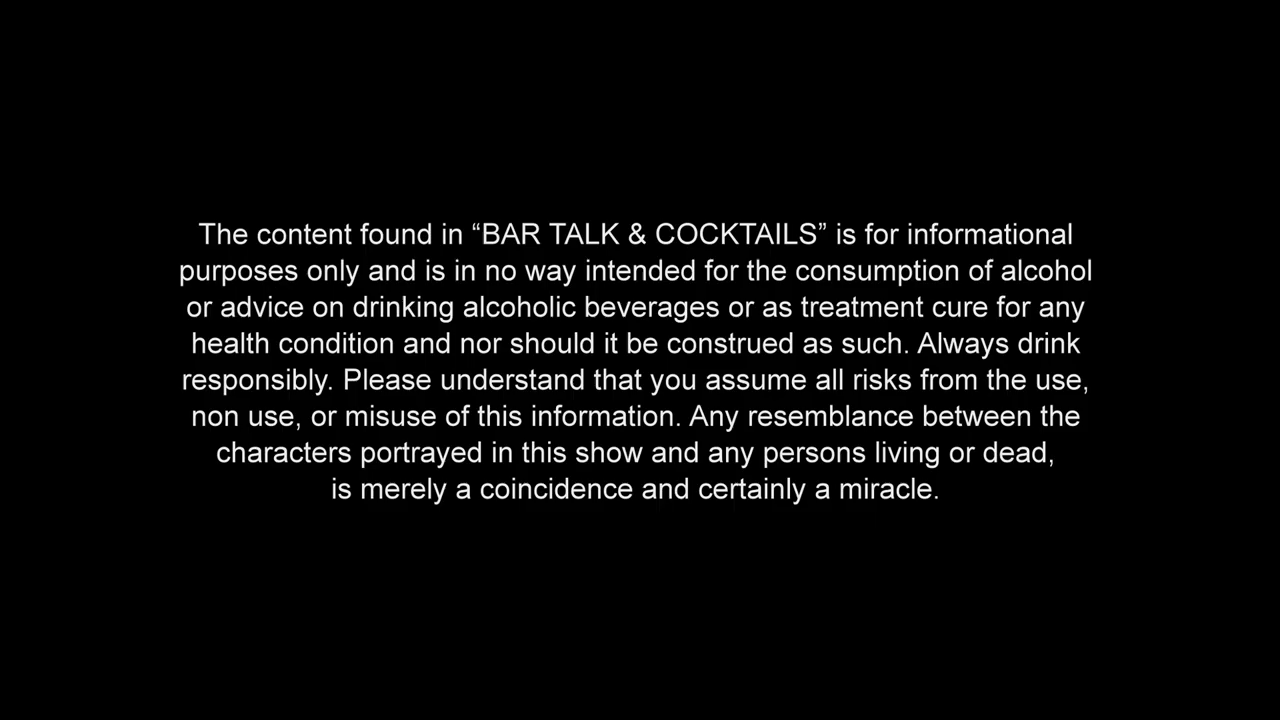 The content found in “BAR TALK & COCKTAILS” is for informational
purposes only and is in no way intended for the consumption of alcohol
or advice on drinking alcoholic beverages or as treatment cure for any
health condition and nor should it be construed as such. Always drink
responsibly. Please understand that you assume all risks from the use,
non use, or misuse of this information. Any resemblance between the
characters portrayed in this show and any persons living or dead,
is merely a coincidence and certainly a miracle.